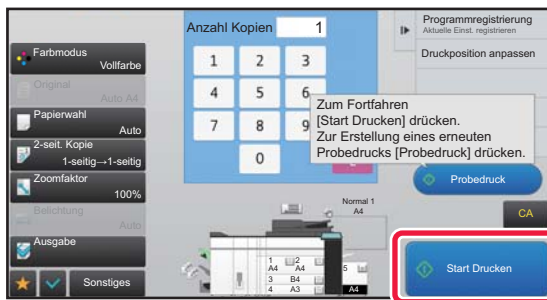 Anzahl Kopien 1
Programmregistrierung
Aktuelle Einst. registrieren
Druckposition anpassen
Farbmodus
Vollfarbe
Original
Auto A4
Papierwahl
Auto
2-seit. Kopie
1-seitig→1-seitig
Zoomfaktor
100%
Belichtung
Auto
Ausgabe
Sonstiges
1 2 3
4 5 6
7 8 9
0
Zum Fortfahren
[Start Drucken] drücken.
Zur Erstellung eines erneuten
Probedrucks [Probedruck] drücken.
Probedruck
CA
Start Drucken
Normal 1
A4
1 A4
2 A4
3 B4
4 A3
5
A4